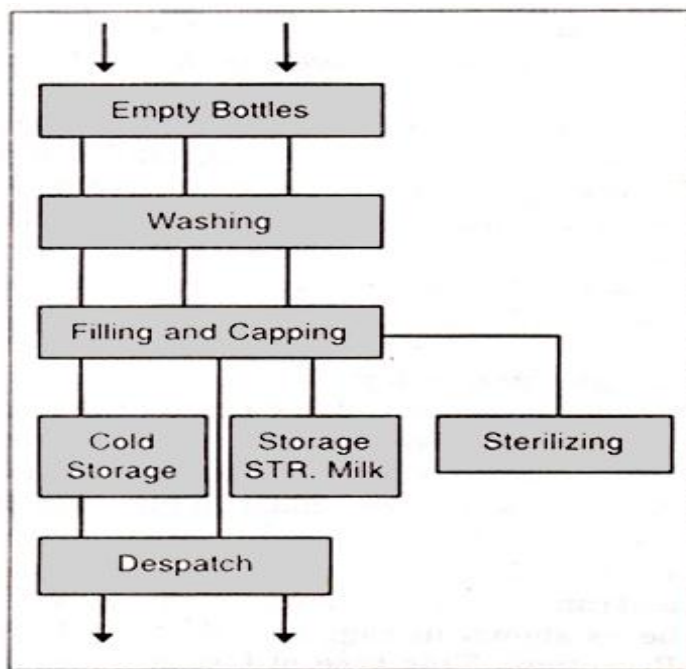 Empty Bottles
Washing
Filling and Capping
Cold
Storage
Storage
STR. Milk
Sterilizing
Despatch